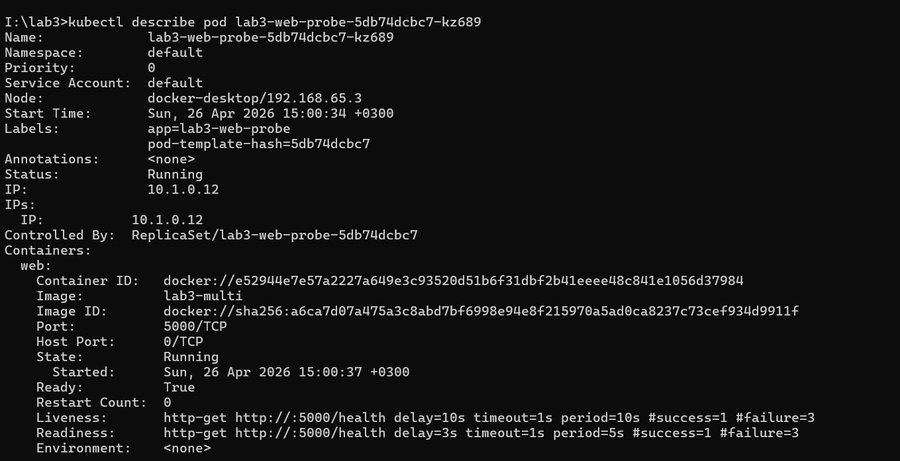 I:\lab3>kubectl describe pod lab3-web-probe-5db74dcbc7-kz689
Name:             lab3-web-probe-5db74dcbc7-kz689
Namespace:        default
Priority:         0
Service Account:  default
Node:             docker-desktop/192.168.65.3
Start Time:       Sun, 26 Apr 2026 15:00:34 +0300
Labels:           app=lab3-web-probe
                  pod-template-hash=5db74dcbc7
Annotations:      <none>
Status:           Running
IP:               10.1.0.12
IPs:
  IP:           10.1.0.12
Controlled By:  ReplicaSet/lab3-web-probe-5db74dcbc7
Containers:
  web:
    Container ID:   docker://e52944e7e57a2227a649e3c93520d51b6f31dbf2b41eeee48c841e1056d37984
    Image:          lab3-multi
    Image ID:       docker://sha256:a6ca7d07a475a3c8abd7bf6998e94e8f215970a5ad0ca8237c73cef934d9911f
    Port:           5000/TCP
    Host Port:      0/TCP
    State:          Running
      Started:      Sun, 26 Apr 2026 15:00:37 +0300
    Ready:          True
    Restart Count:  0
    Liveness:       http-get http://:5000/health delay=10s timeout=1s period=10s #success=1 #failure=3
    Readiness:      http-get http://:5000/health delay=3s timeout=1s period=5s #success=1 #failure=3
    Environment:    <none>